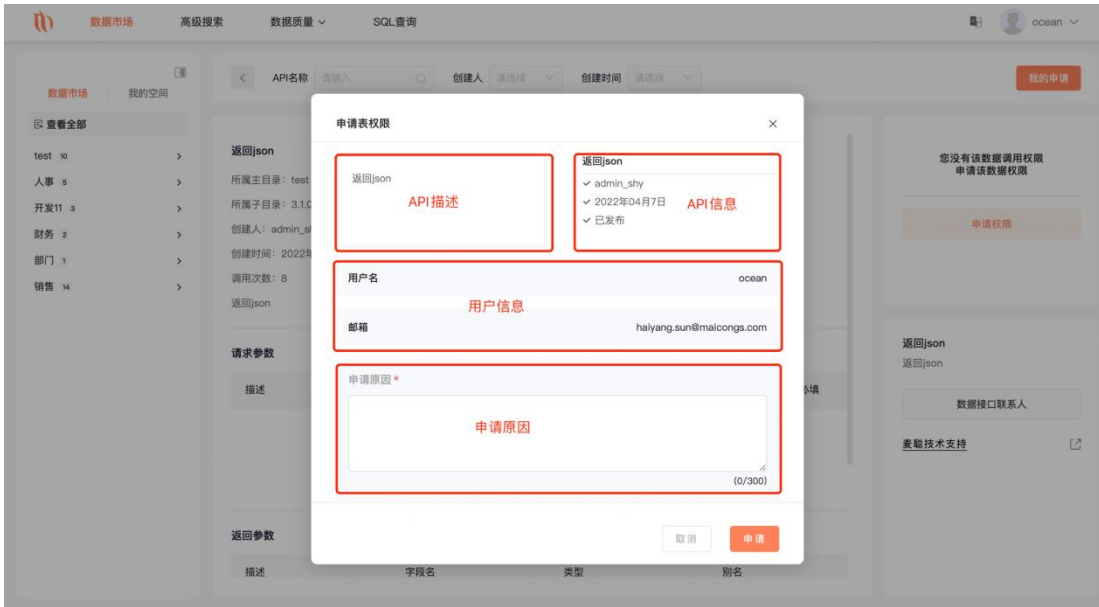 数据市场 高级搜索 数据质量 SQL查询 ocean
API名称 请输入 创建人 请选择 创建时间 请选择 我的申请
数据市场 我的空间
查看全部
test 10
人事 5
开发11 3
财务 2
部门 1
销售 14
返回json
所属主目录：test
所属子目录：3.1.0
创建人：admin_sh
创建时间：2022年
调用次数：8
返回json
请求参数
描述 必填
返回参数
描述 字段名 类型 别名
申请表权限
返回json
API描述
返回json
admin_shy
2022年04月7日
已发布
API信息
用户名 ocean
用户信息
邮箱 haiyang.sun@maicongs.com
申请原因 *
申请原因
(0/300)
取消 申请
您没有该数据调用权限
申请该数据权限
申请权限
返回json
返回json
数据接口联系人
麦聪技术支持